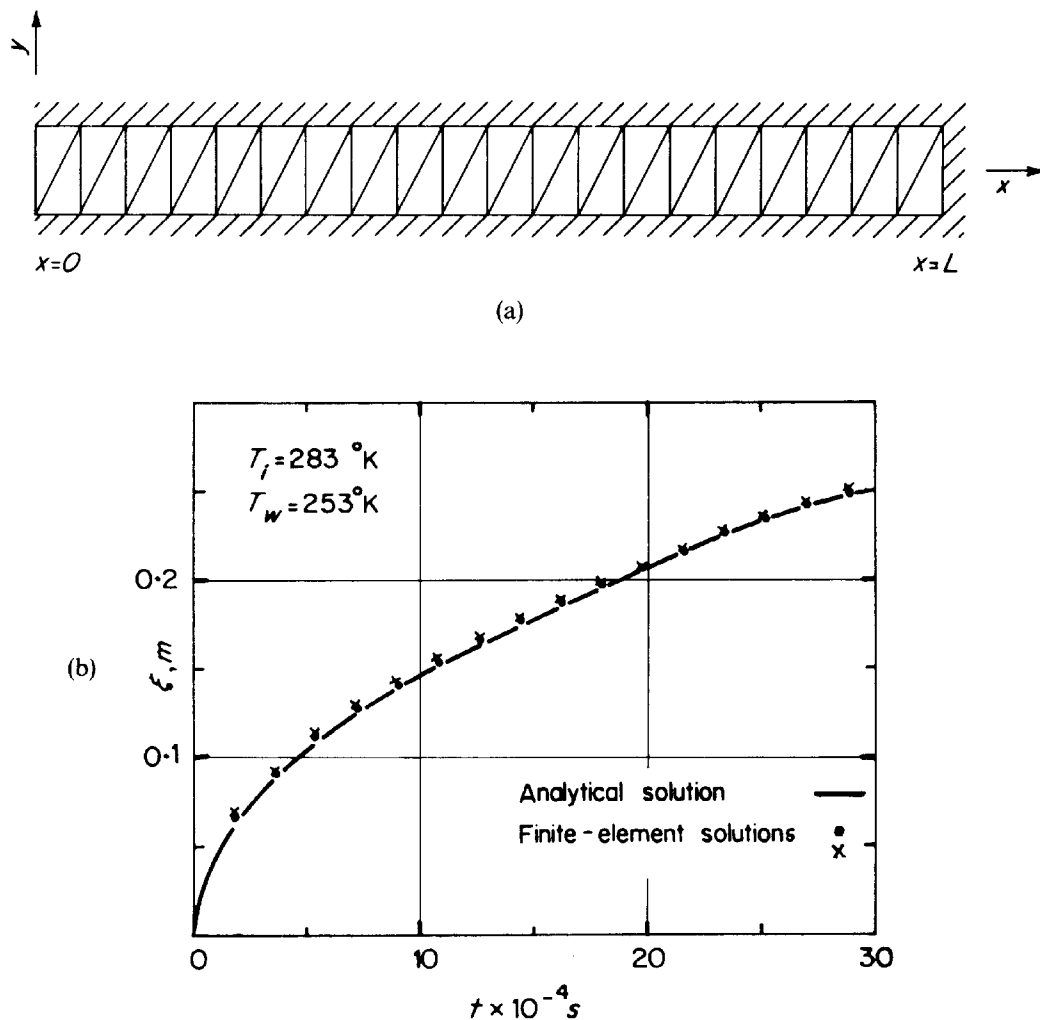 y
x
x=0
x=L
(a)
T_i=283 °K
T_w=253°K
(b)
ξ, m
0·2
0·1
Analytical solution
Finite-element solutions
0
10
20
30
t × 10⁻⁴ s